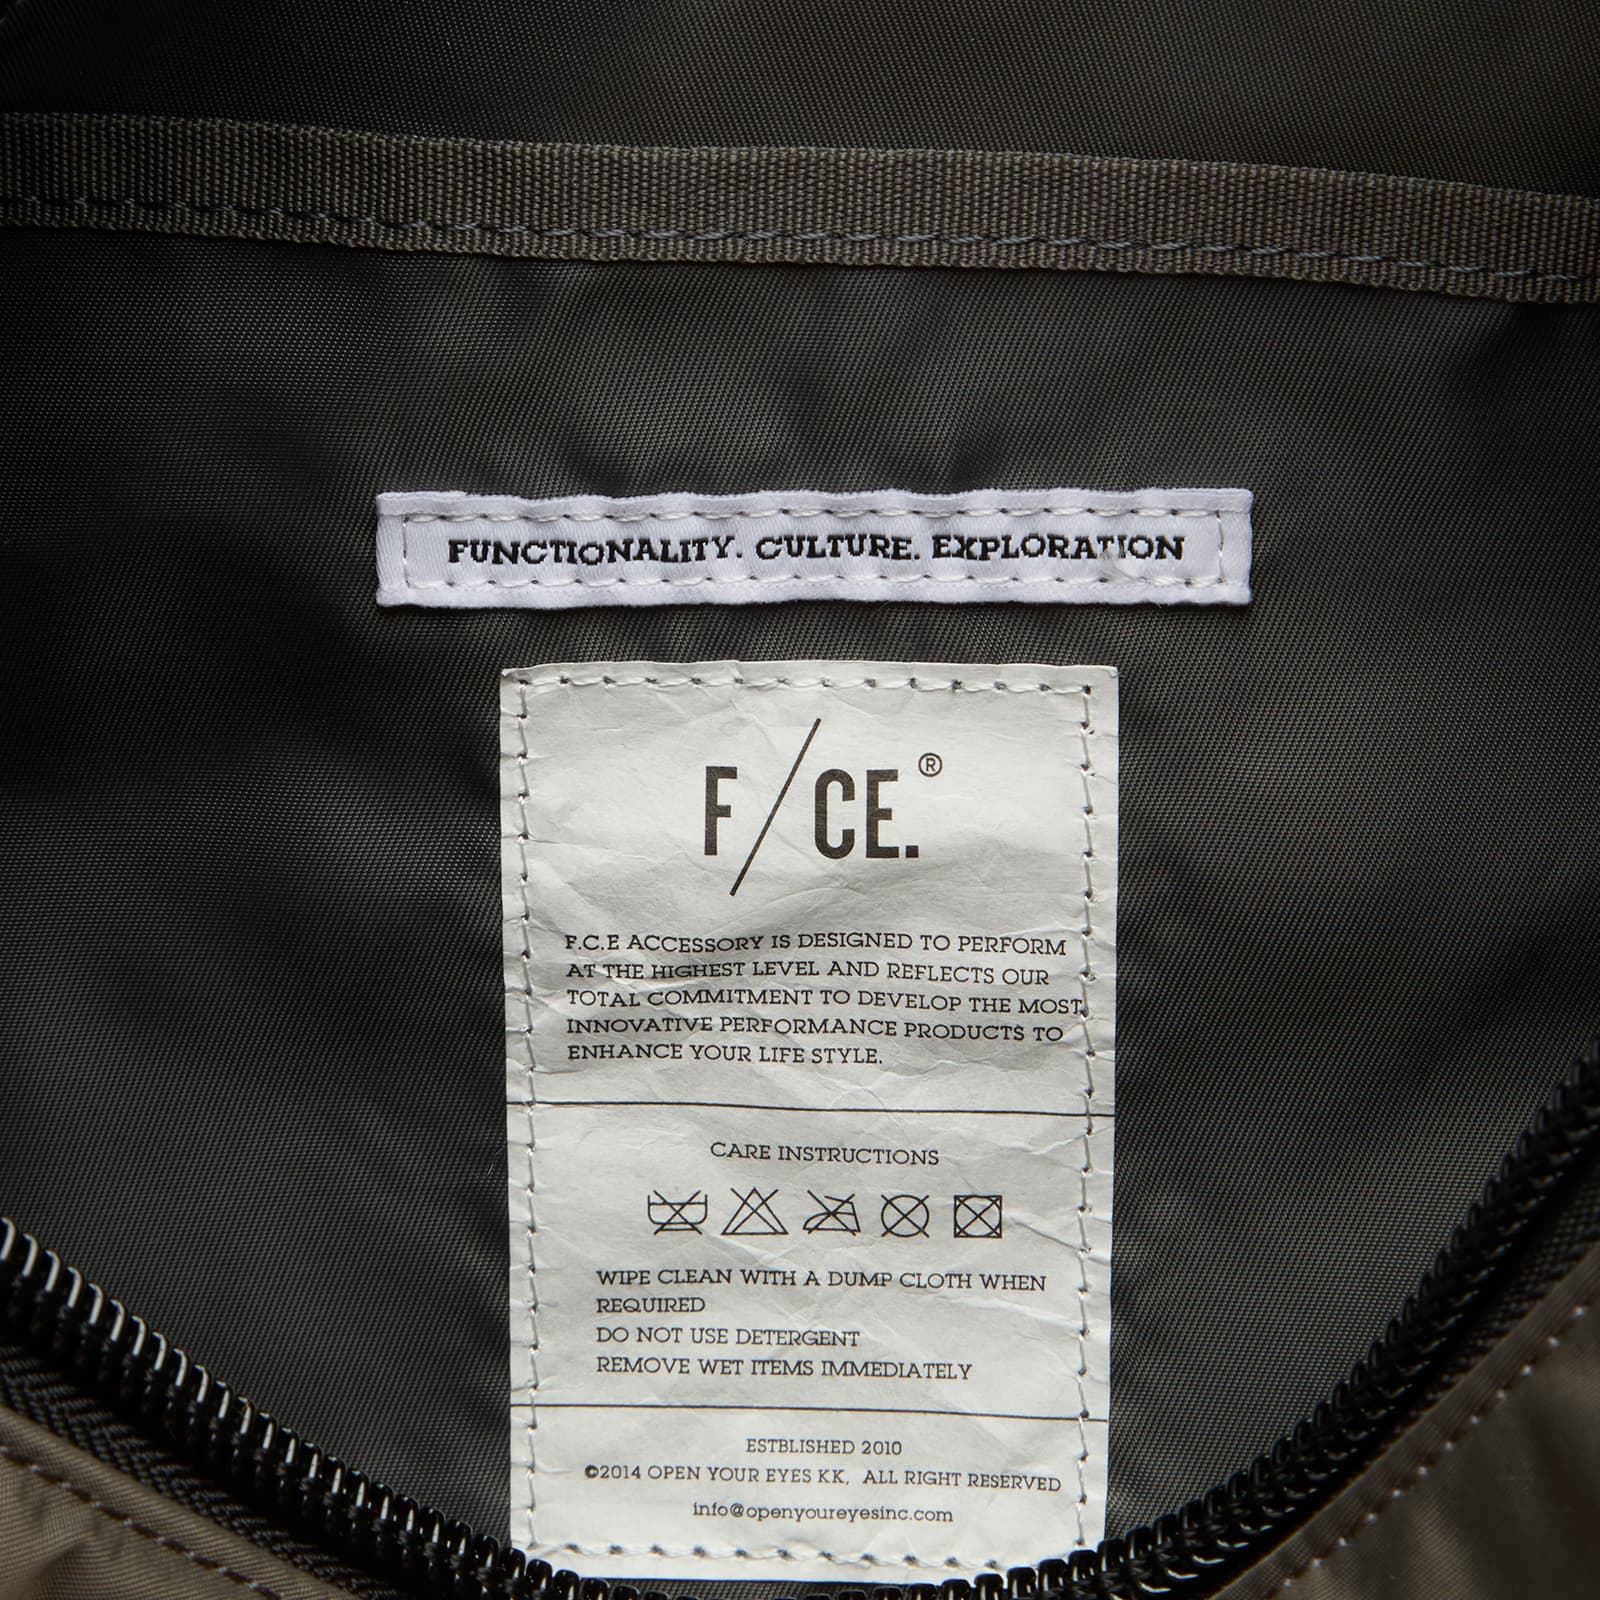 FUNCTIONALITY. CULTURE. EXPLORATION
F/CE.®
F.C.E ACCESSORY IS DESIGNED TO PERFORM
AT THE HIGHEST LEVEL AND REFLECTS OUR
TOTAL COMMITMENT TO DEVELOP THE MOST
INNOVATIVE PERFORMANCE PRODUCTS TO
ENHANCE YOUR LIFE STYLE.
CARE INSTRUCTIONS
WIPE CLEAN WITH A DUMP CLOTH WHEN
REQUIRED
DO NOT USE DETERGENT
REMOVE WET ITEMS IMMEDIATELY
ESTBLISHED 2010
©2014 OPEN YOUR EYES KK, ALL RIGHT RESERVED
info@openyoureyesinc.com